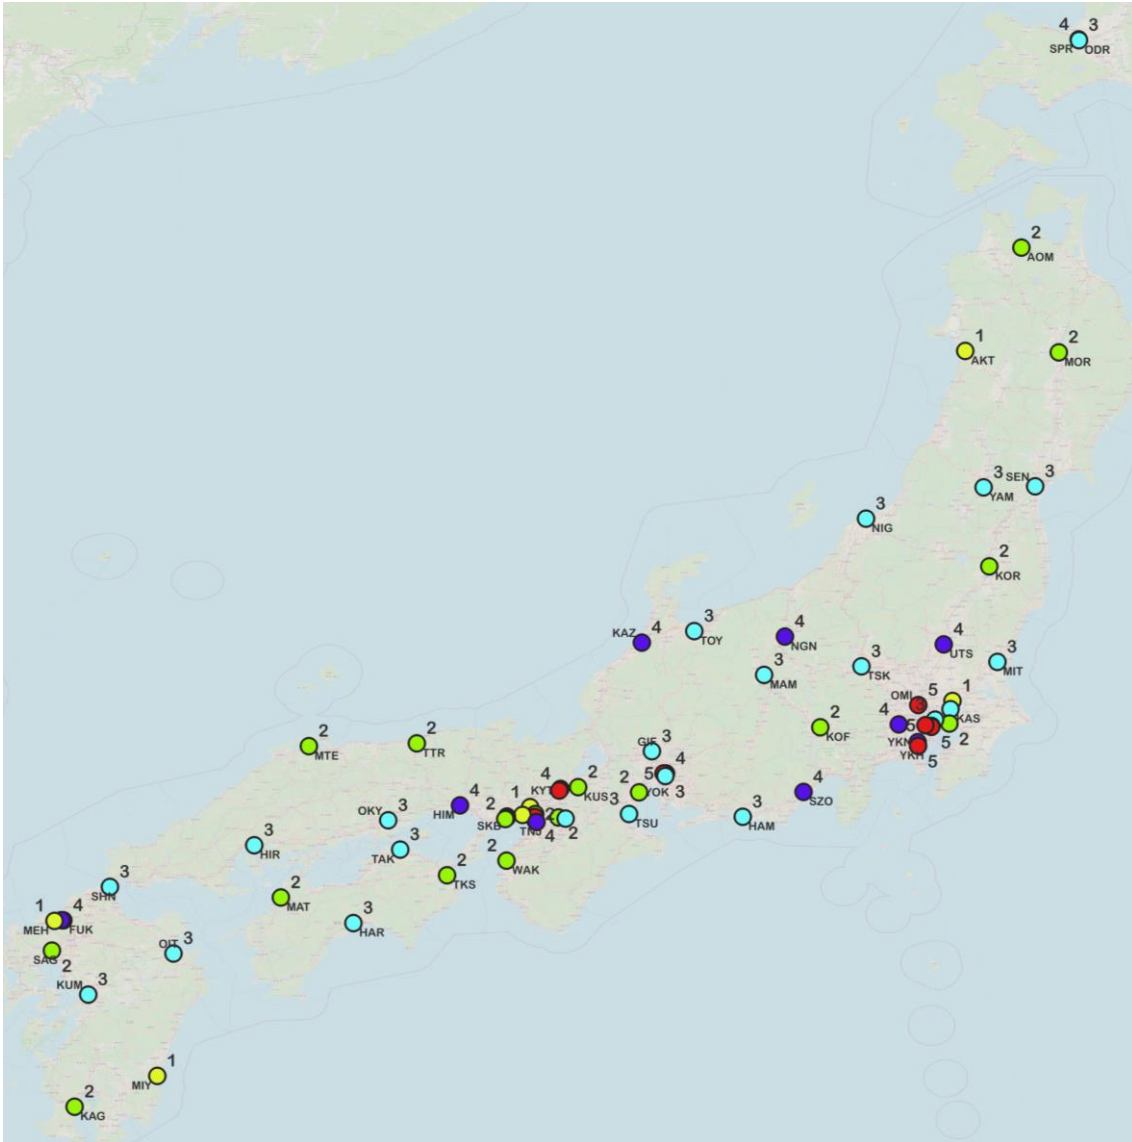 4 3
SPR ODR
2
AOM
1
AKT
2
MOR
3
YAM
SEN 3
3
NIG
2
KOR
KAZ 4
3
TOY
4
NGN
4
UTS
3
MIT
3
TSK
3
MAM
OMI 5
1
KAS
4
5
2
YKN
5
YKH
5
2
KOF
2
MTE
2
TTR
GIF 3
4
5
3
4
KYT
2
KUS
2
YOK
4
SZO
3
HAM
3
TSU
4
HIM
1
2
SKB
TNJ
2
4
2
OKY 3
3
HIR
3
TAK
2
WAK
2
TKS
2
MAT
3
HAR
3
SHN
1 4
MEH FUK
SAG
2
OIT 3
KUM 3
1
MIY
2
KAG